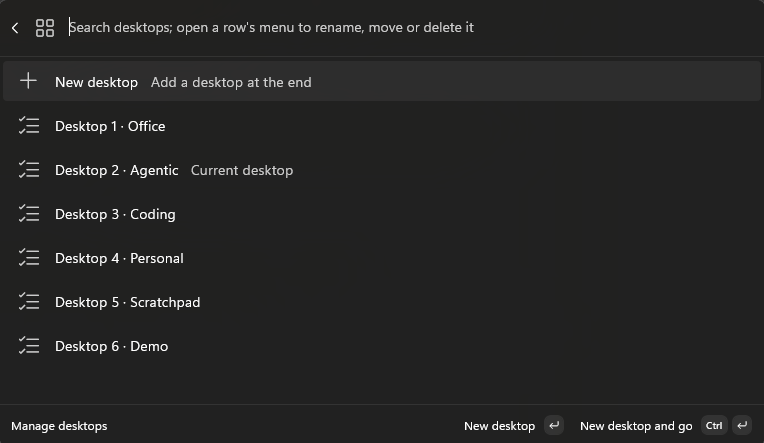 Search desktops; open a row's menu to rename, move or delete it
New desktop Add a desktop at the end
Desktop 1 · Office
Desktop 2 · Agentic Current desktop
Desktop 3 · Coding
Desktop 4 · Personal
Desktop 5 · Scratchpad
Desktop 6 · Demo
Manage desktops New desktop New desktop and go Ctrl